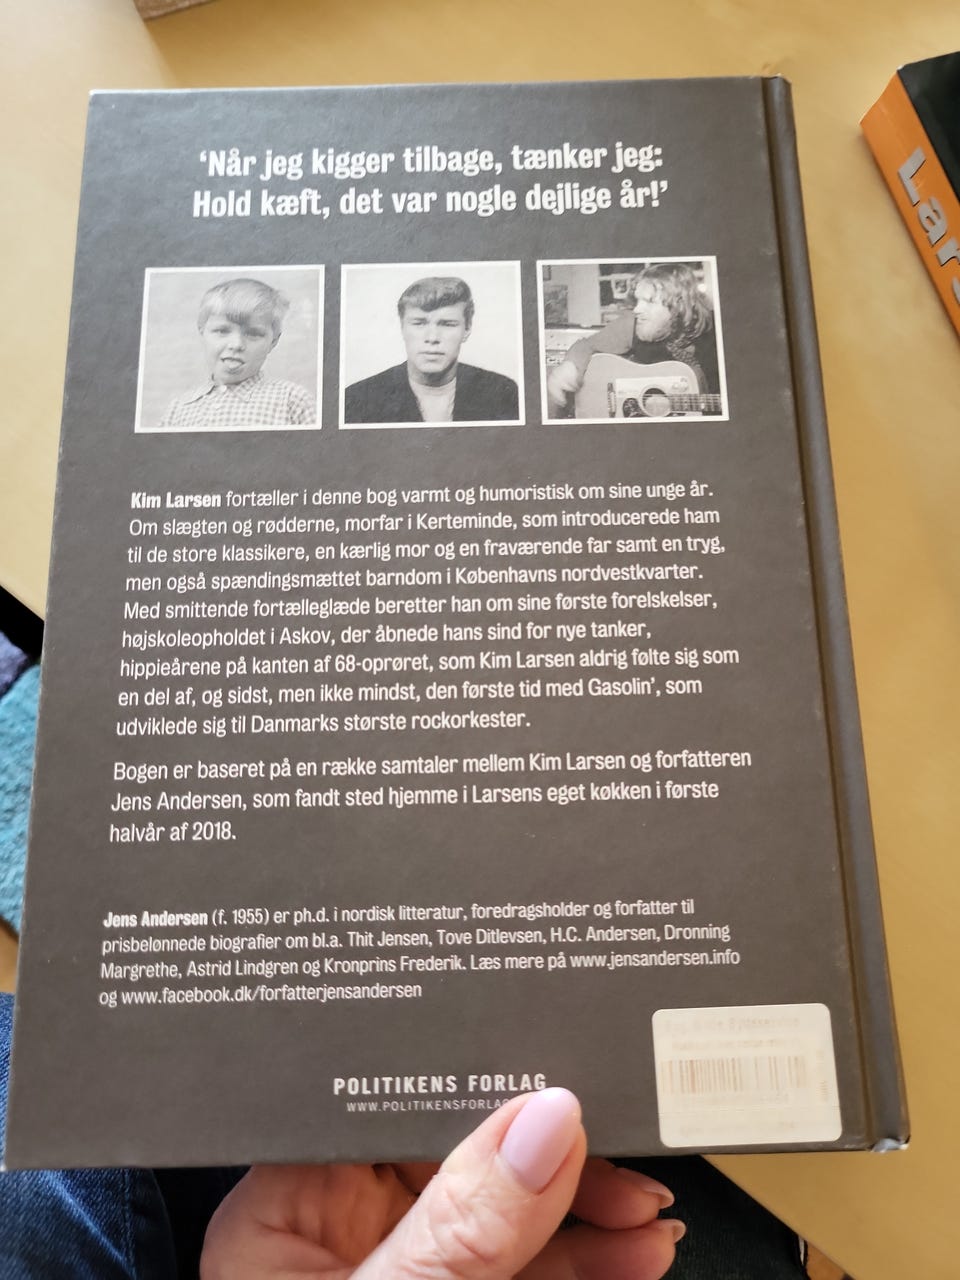 ‘Når jeg kigger tilbage, tænker jeg:
Hold kæft, det var nogle dejlige år!’
Kim Larsen fortæller i denne bog varmt og humoristisk om sine unge år.
Om slægten og rødderne, morfar i Kerteminde, som introducerede ham
til de store klassikere, en kærlig mor og en fraværende far samt en tryg,
men også spændingsmættet barndom i Københavns nordvestkvarter.
Med smittende fortælleglæde beretter han om sine første forelskelser,
højskoleopholdet i Askov, der åbnede hans sind for nye tanker,
hippieårene på kanten af 68-oprøret, som Kim Larsen aldrig følte sig som
en del af, og sidst, men ikke mindst, den første tid med Gasolin’, som
udviklede sig til Danmarks største rockorkester.
Bogen er baseret på en række samtaler mellem Kim Larsen og forfatteren
Jens Andersen, som fandt sted hjemme i Larsens eget køkken i første
halvår af 2018.
Jens Andersen (f. 1955) er ph.d. i nordisk litteratur, foredragsholder og forfatter til
prisbelønnede biografier om bl.a. Thit Jensen, Tove Ditlevsen, H.C. Andersen, Dronning
Margrethe, Astrid Lindgren og Kronprins Frederik. Læs mere på www.jensandersen.info
og www.facebook.dk/forfatterjensandersen
POLITIKENS FORLAG
WWW.POLITIKENSFORLA
Lar